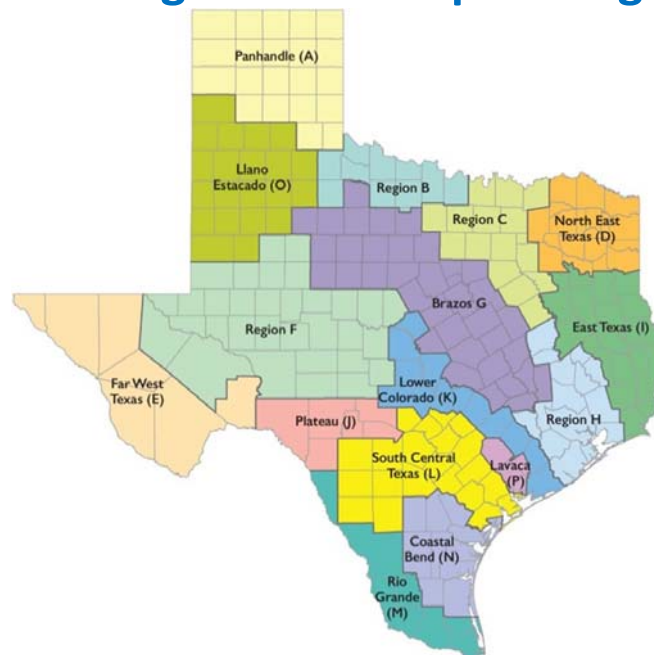 Panhandle (A)
Llano
Estacado (O)
Region B
Region C
North East
Texas (D)
Brazos G
East Texas (I)
Region F
Far West
Texas (E)
Lower
Colorado (K)
Region H
Plateau (J)
South Central
Texas (L)
Lavaca
(P)
Coastal
Bend (N)
Rio
Grande
(M)